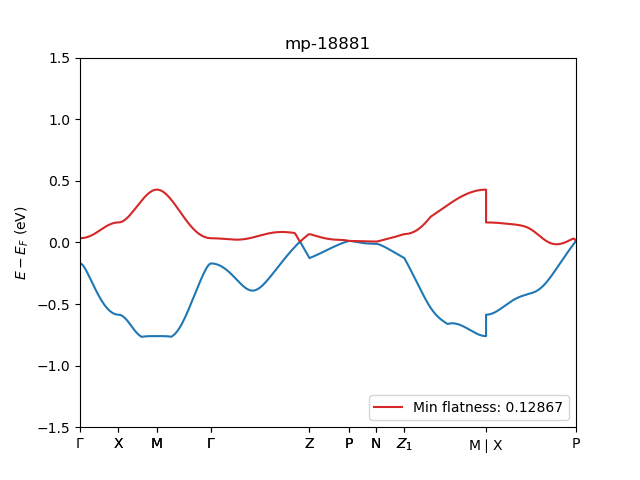 mp-18881
1.5
1.0
0.5
0.0
−0.5
−1.0
−1.5
E − E_F (eV)
Γ X M Γ Z P N Z₁ M | X P
Min flatness: 0.12867